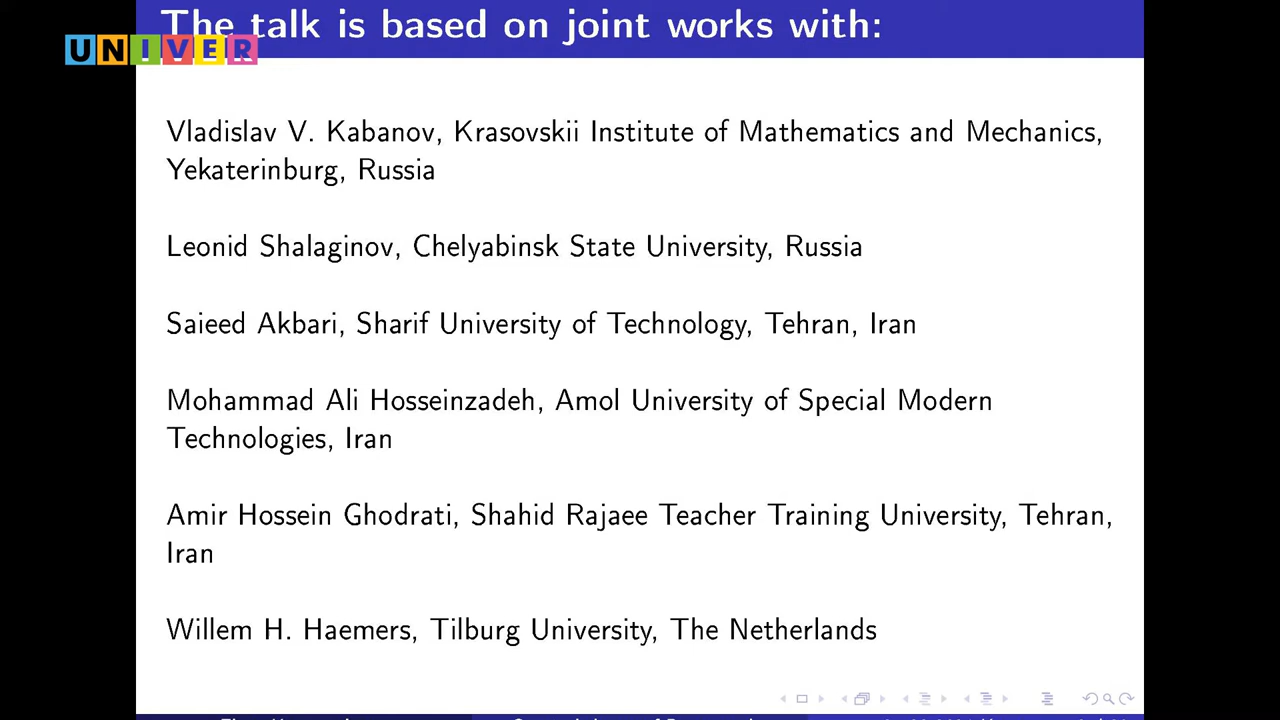 The talk is based on joint works with:
UNIVER
Vladislav V. Kabanov, Krasovskii Institute of Mathematics and Mechanics,
Yekaterinburg, Russia
Leonid Shalaginov, Chelyabinsk State University, Russia
Saieed Akbari, Sharif University of Technology, Tehran, Iran
Mohammad Ali Hosseinzadeh, Amol University of Special Modern
Technologies, Iran
Amir Hossein Ghodrati, Shahid Rajaee Teacher Training University, Tehran,
Iran
Willem H. Haemers, Tilburg University, The Netherlands